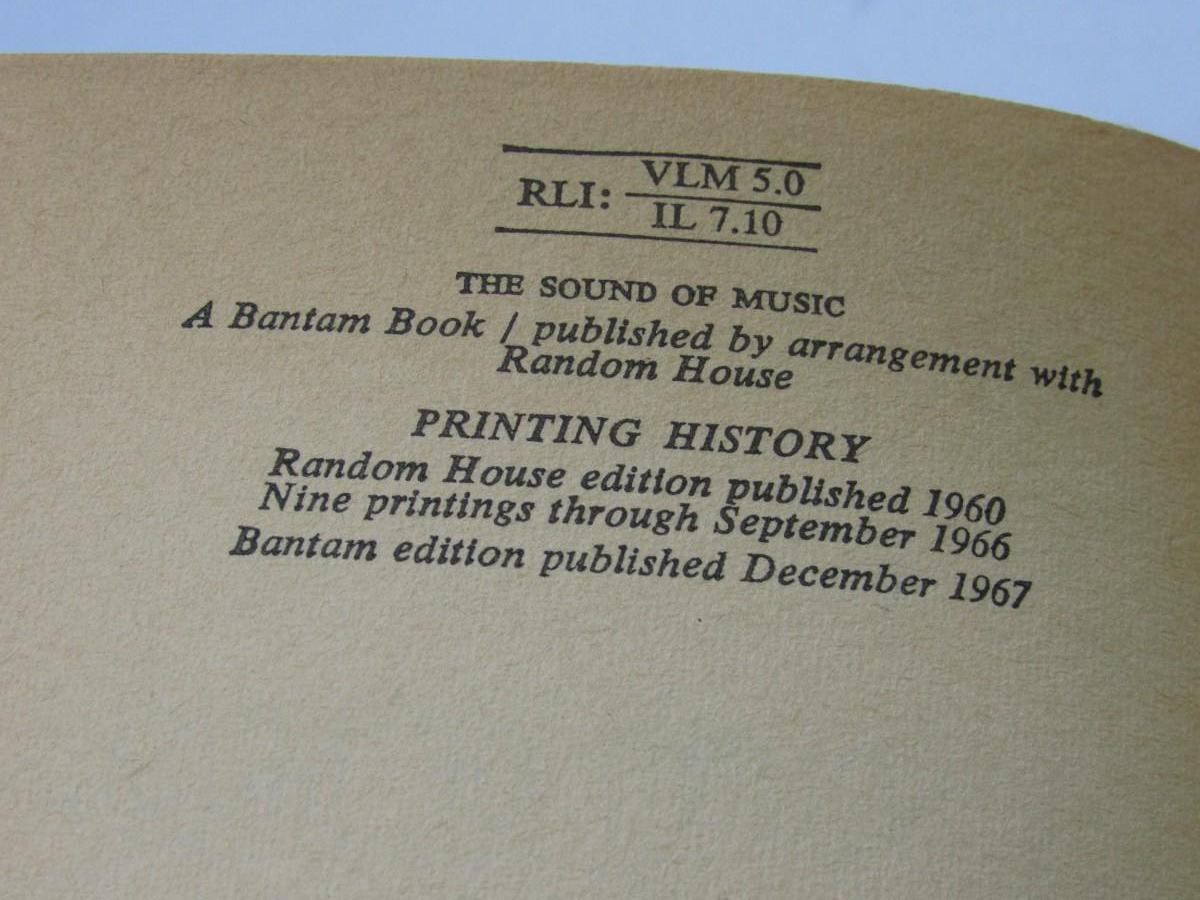 RLI: VLM 5.0
IL 7.10
THE SOUND OF MUSIC
A Bantam Book / published by arrangement with
Random House
PRINTING HISTORY
Random House edition published 1960
Nine printings through September 1966
Bantam edition published December 1967